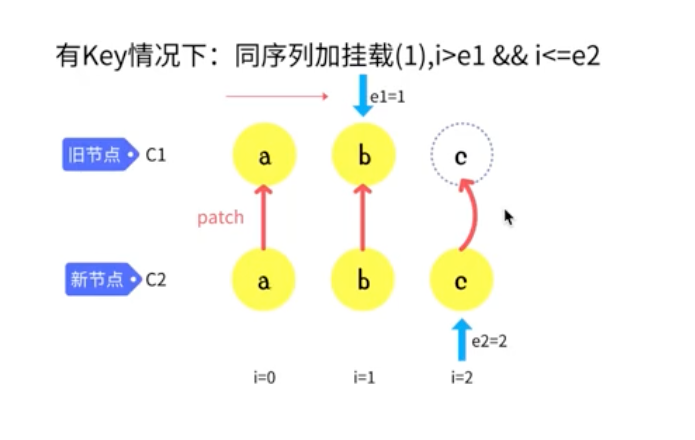 有Key情况下：同序列加挂载(1),i>e1 && i<=e2
e1=1
旧节点 C1 a b c
patch
新节点 C2 a b c
e2=2
i=0 i=1 i=2